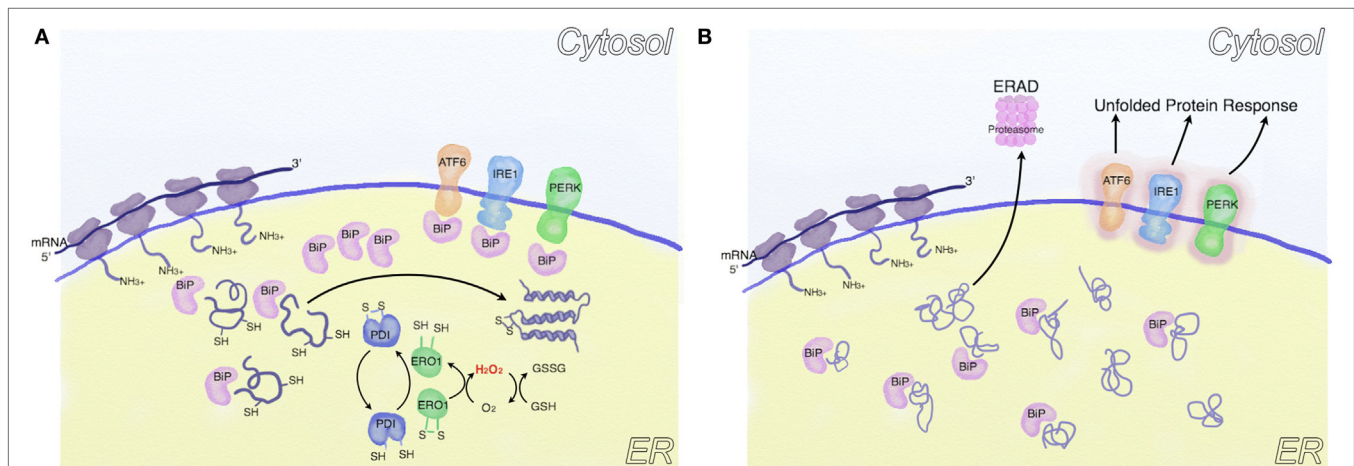 A
Cytosol
ATF6
IRE1
PERK
3'
mRNA
5'
NH3+
NH3+
NH3+
NH3+
BiP
BiP
BiP
BiP
BiP
BiP
BiP
BiP
SH
SH
SH
BiP
SH
SH
S-S
PDI
SH SH
ERO1
H2O2
GSSG
O2
GSH
ERO1
S-S
PDI
SH SH
S
S
ER
B
Cytosol
ERAD
Proteasome
Unfolded Protein Response
ATF6
IRE1
PERK
3'
mRNA
5'
NH3+
NH3+
NH3+
NH3+
BiP
BiP
BiP
BiP
BiP
BiP
ER